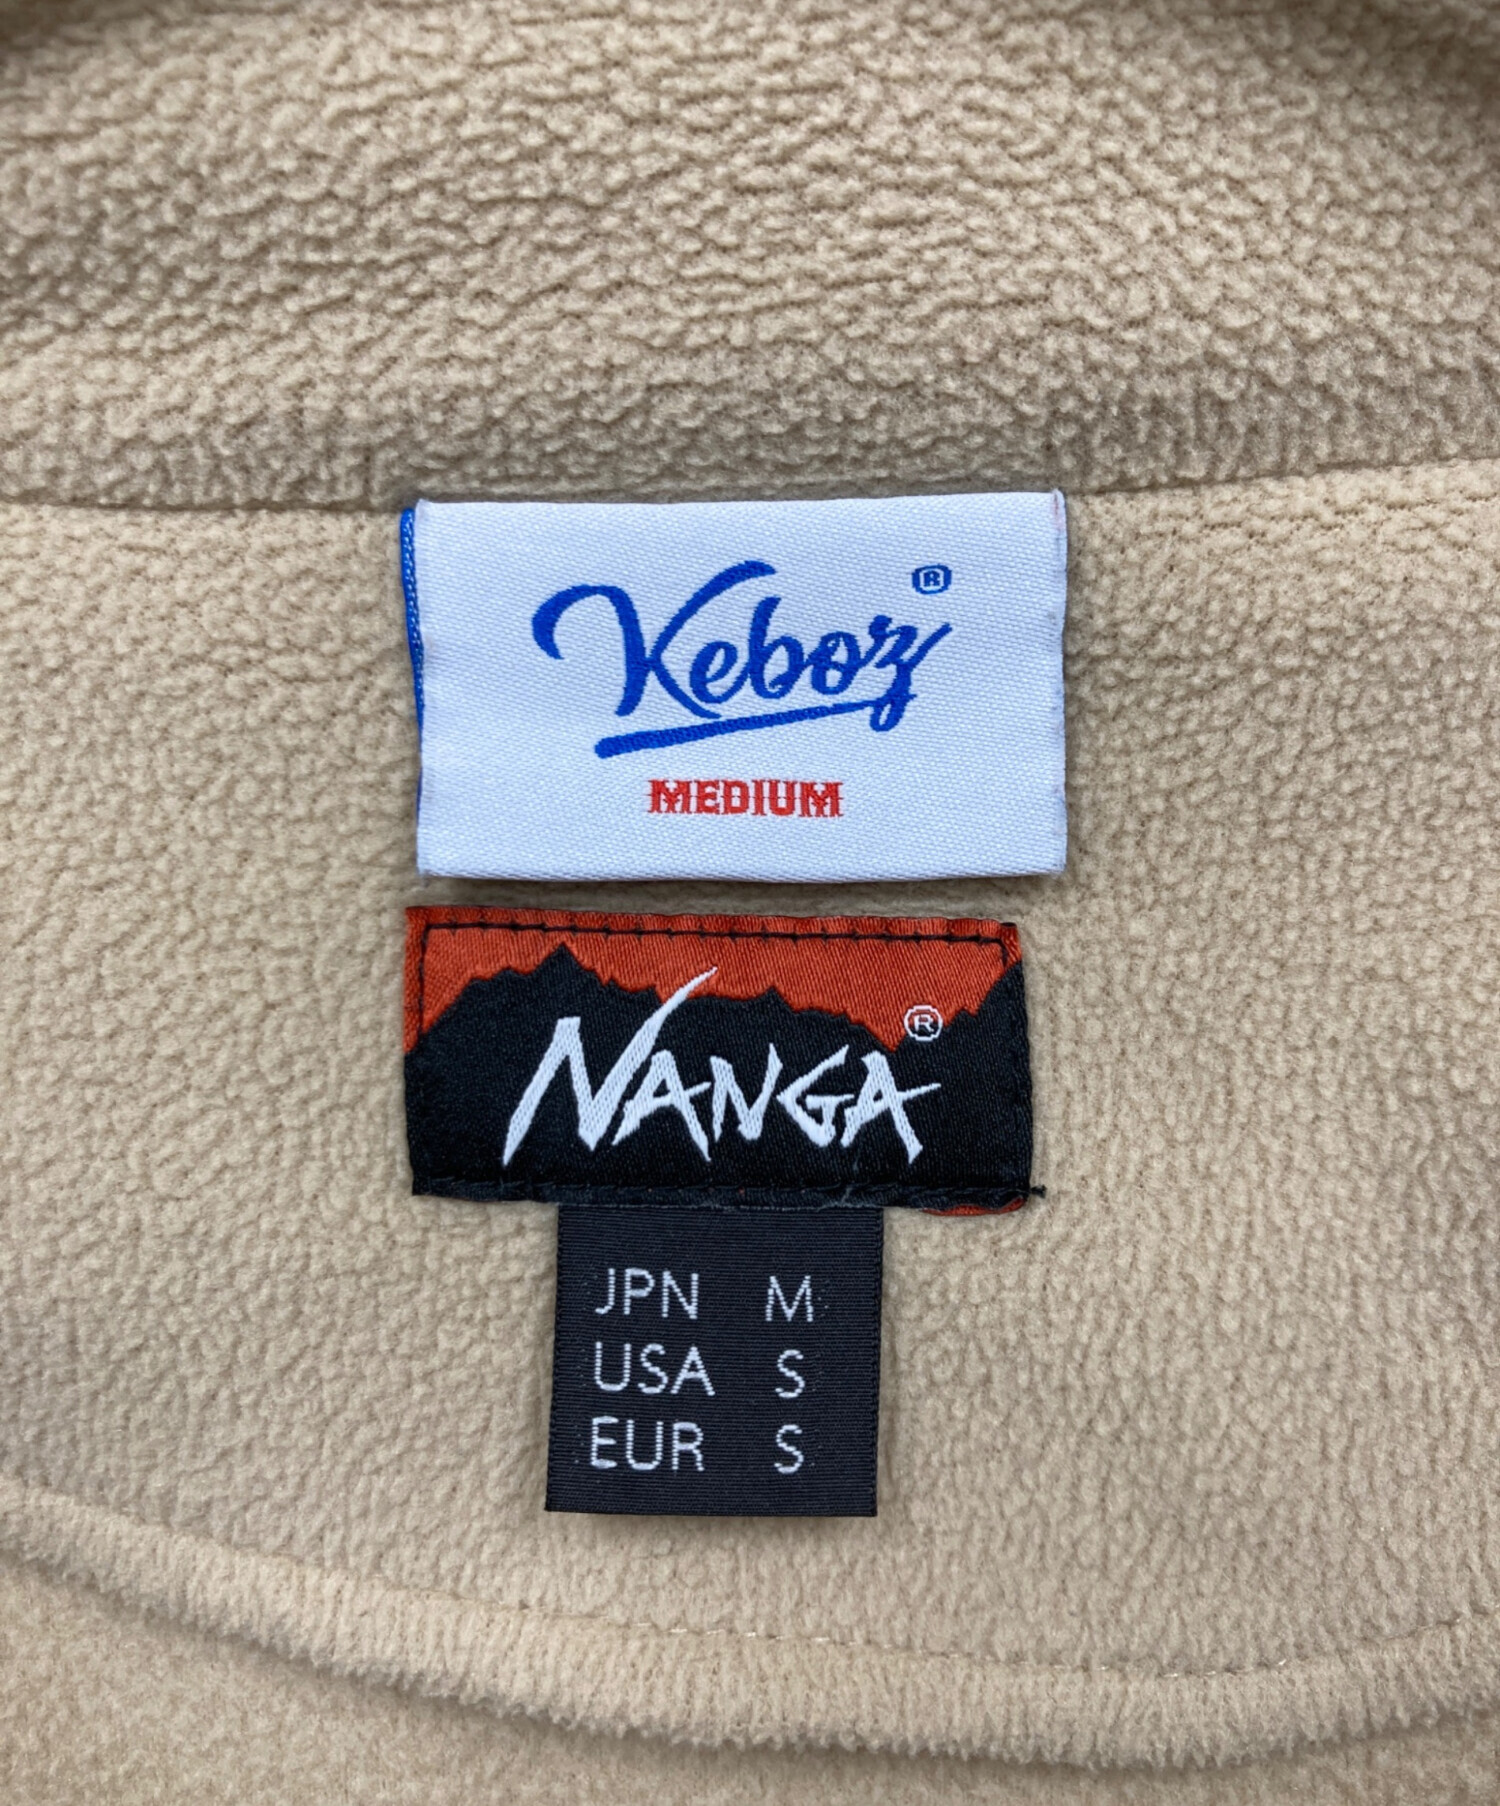 Keboz ®
MEDIUM
NANGA ®
JPN M
USA S
EUR S